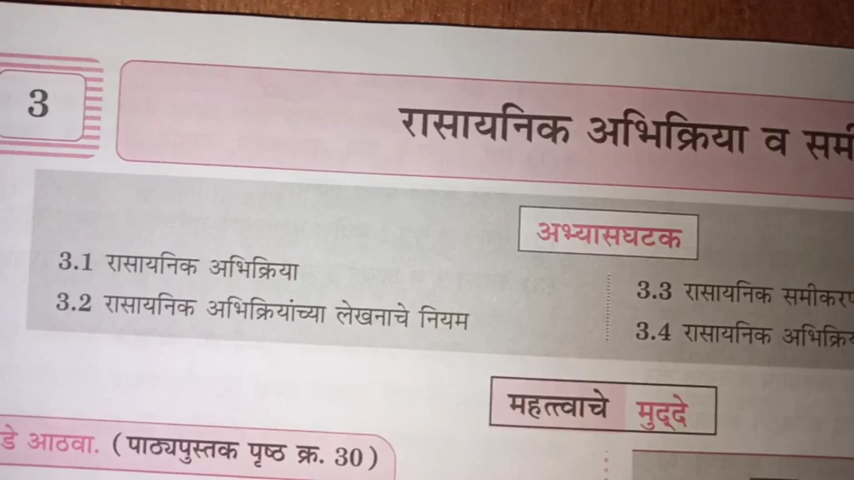 3
रासायनिक अभिक्रिया व
अभ्यासघटक
3.1 रासायनिक अभिक्रिया
3.2 रासायनिक अभिक्रियांच्या लेखनाचे नियम
3.3 रासायनिक
3.4 रासायनिक
महत्त्वाचे मुद्दे
आठवा. (पाठ्यपुस्तक पृष्ठ क्र. 30)